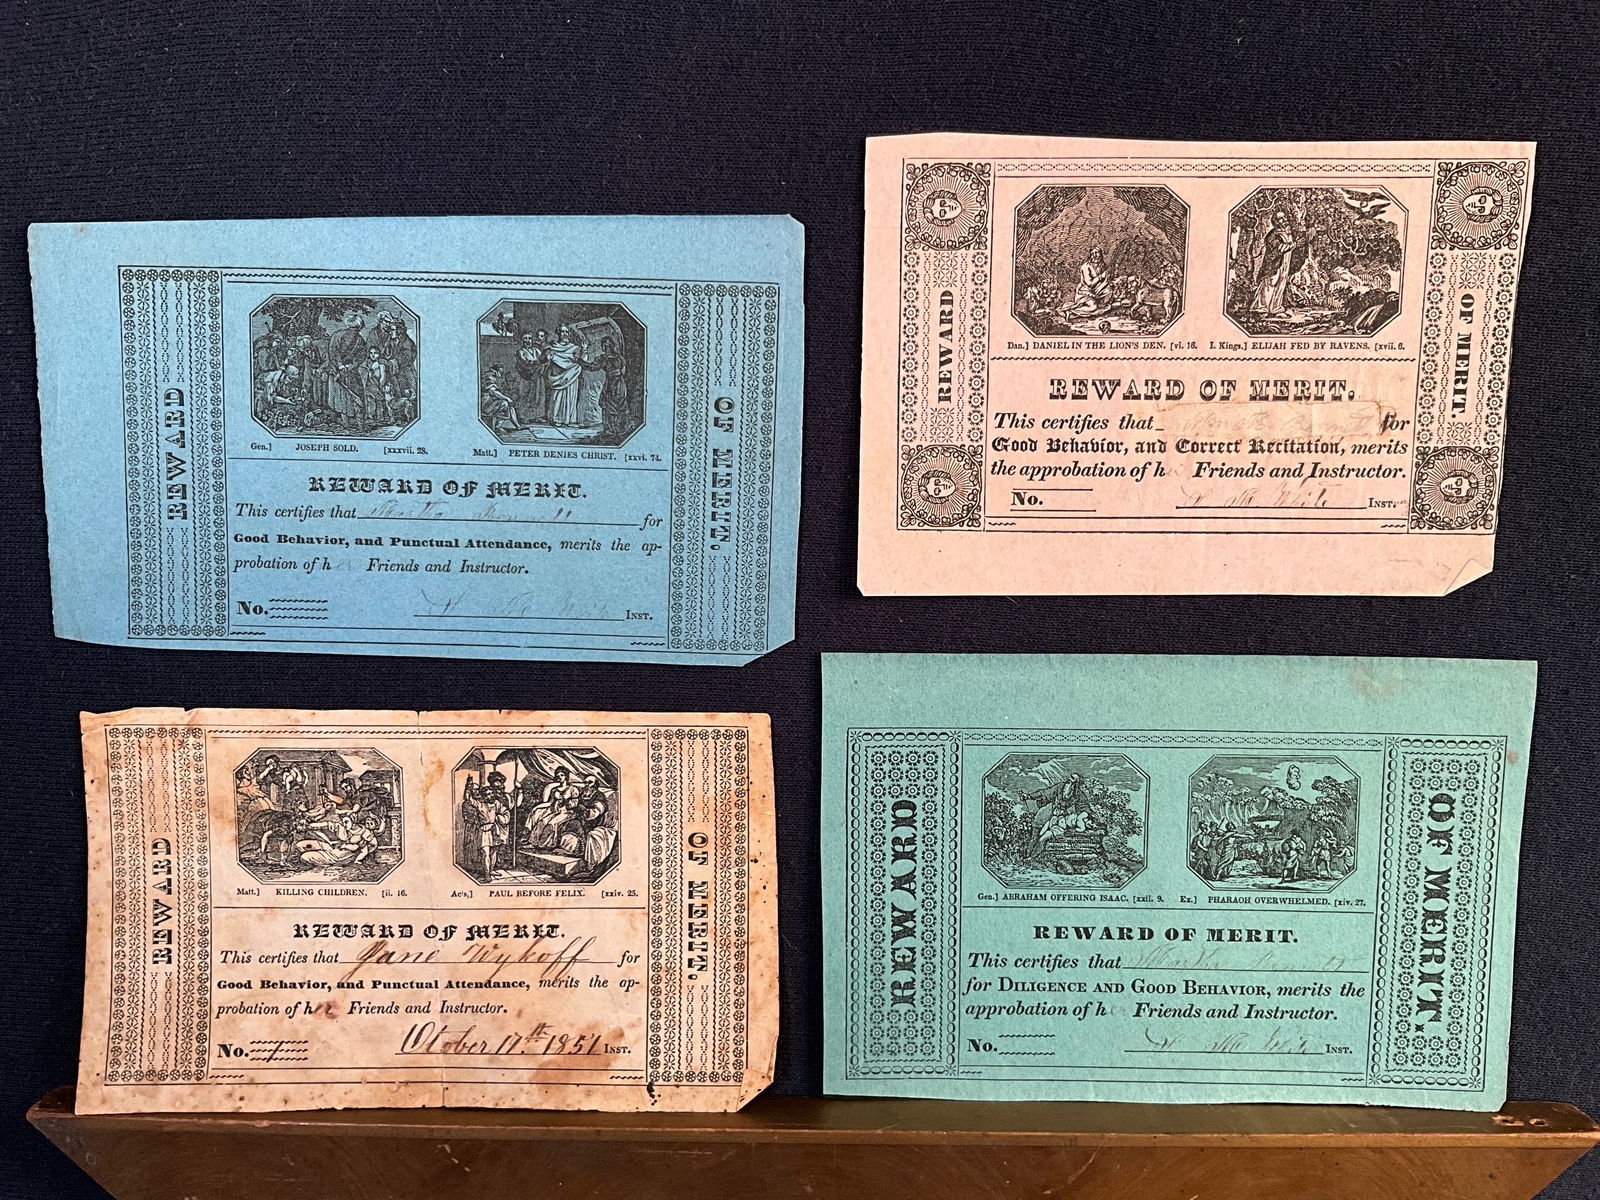 REWARD
Gen.] JOSEPH SOLD. [xxxvii. 28.
Matt.] PETER DENIES CHRIST. [xxvi. 74.
REWARD OF MERIT.
This certifies that for
Good Behavior, and Punctual Attendance, merits the ap-
probation of her Friends and Instructor.
No. INST.
OF MERIT.
REWARD
Dan.] DANIEL IN THE LION'S DEN. [vi. 16.
I. Kings.] ELIJAH FED BY RAVENS. [xvii. 6.
REWARD OF MERIT.
This certifies that for
Good Behavior, and Correct Recitation, merits
the approbation of h Friends and Instructor.
No. White INST.
OF MERIT.
REWARD
Matt.] KILLING CHILDREN. [ii. 16.
Ac's,] PAUL BEFORE FELIX. [xxiv. 25.
REWARD OF MERIT.
This certifies that Jane Wykoff for
Good Behavior, and Punctual Attendance, merits the ap-
probation of her Friends and Instructor.
No. 1 October 17th 1851 INST.
OF MERIT.
REWARD
Gen.] ABRAHAM OFFERING ISAAC. [xxii. 9.
Ex.] PHARAOH OVERWHELMED. [xiv. 27.
REWARD OF MERIT.
This certifies that
for DILIGENCE AND GOOD BEHAVIOR, merits the
approbation of her Friends and Instructor.
No. White INST.
OF MERIT.